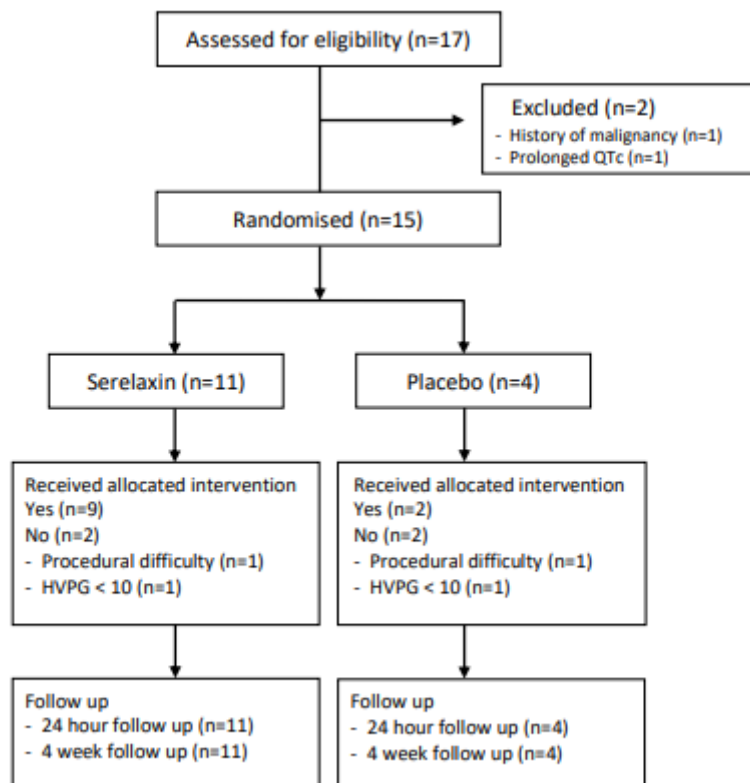 Assessed for eligibility (n=17)
Excluded (n=2)
- History of malignancy (n=1)
- Prolonged QTc (n=1)
Randomised (n=15)
Serelaxin (n=11)
Placebo (n=4)
Received allocated intervention
Yes (n=9)
No (n=2)
- Procedural difficulty (n=1)
- HVPG < 10 (n=1)
Received allocated intervention
Yes (n=2)
No (n=2)
- Procedural difficulty (n=1)
- HVPG < 10 (n=1)
Follow up
- 24 hour follow up (n=11)
- 4 week follow up (n=11)
Follow up
- 24 hour follow up (n=4)
- 4 week follow up (n=4)